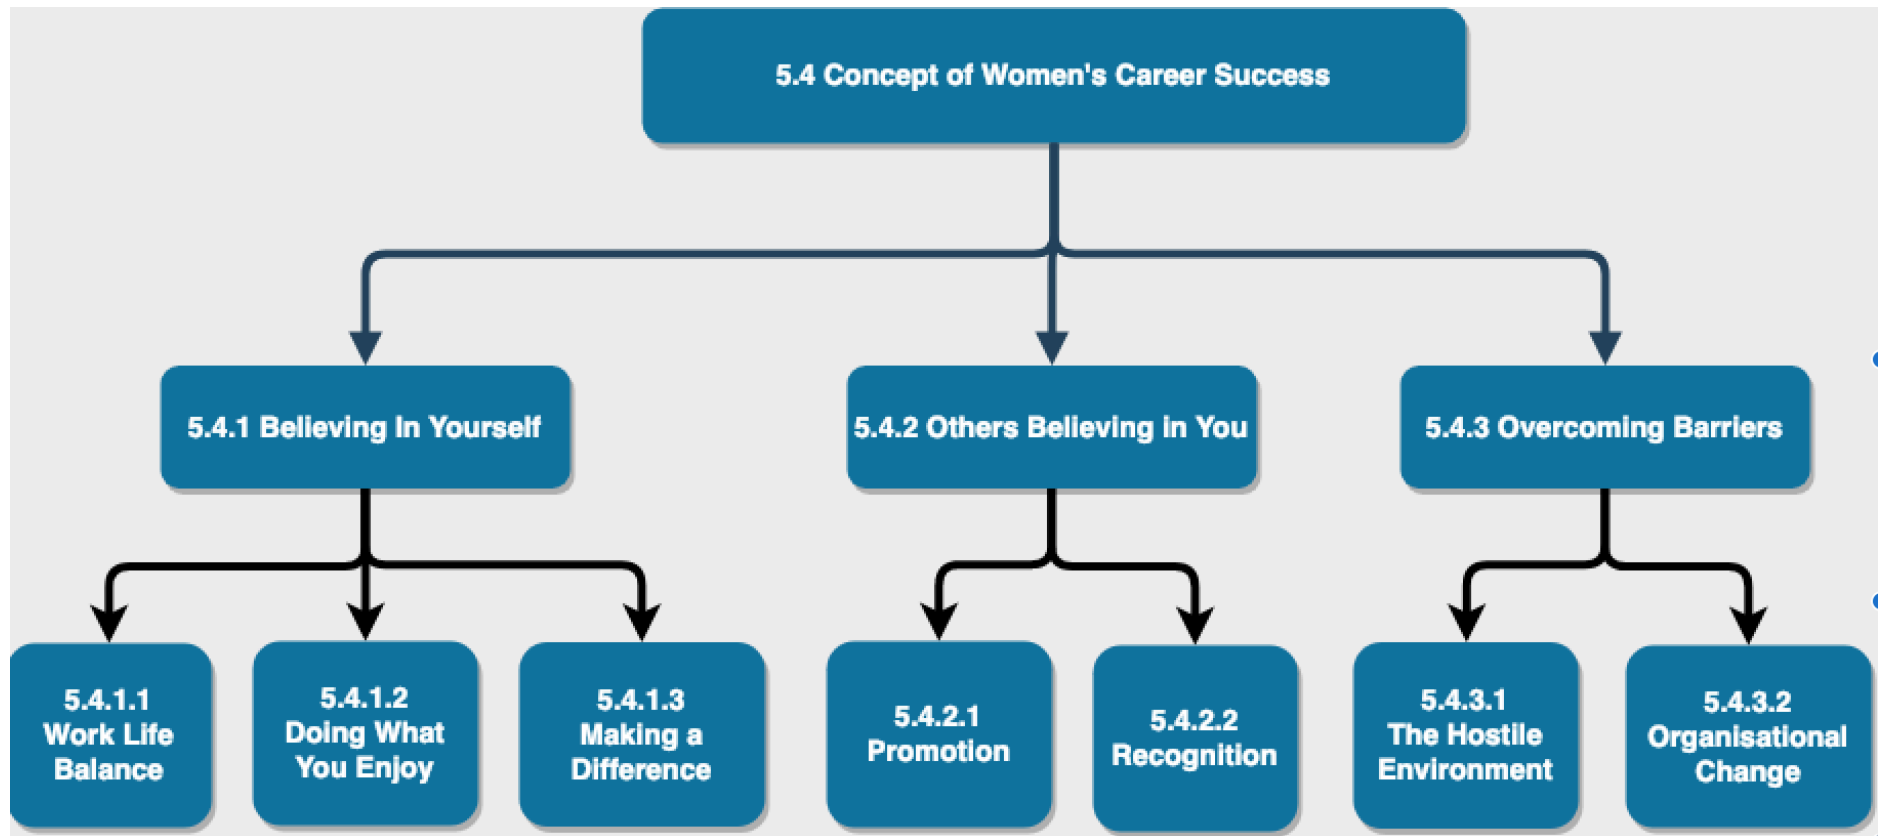 5.4 Concept of Women's Career Success
5.4.1 Believing In Yourself
5.4.2 Others Believing in You
5.4.3 Overcoming Barriers
5.4.1.1
Work Life
Balance
5.4.1.2
Doing What
You Enjoy
5.4.1.3
Making a
Difference
5.4.2.1
Promotion
5.4.2.2
Recognition
5.4.3.1
The Hostile
Environment
5.4.3.2
Organisational
Change